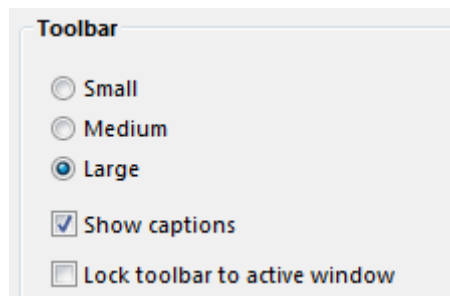 Toolbar
Small
Medium
Large
Show captions
Lock toolbar to active window